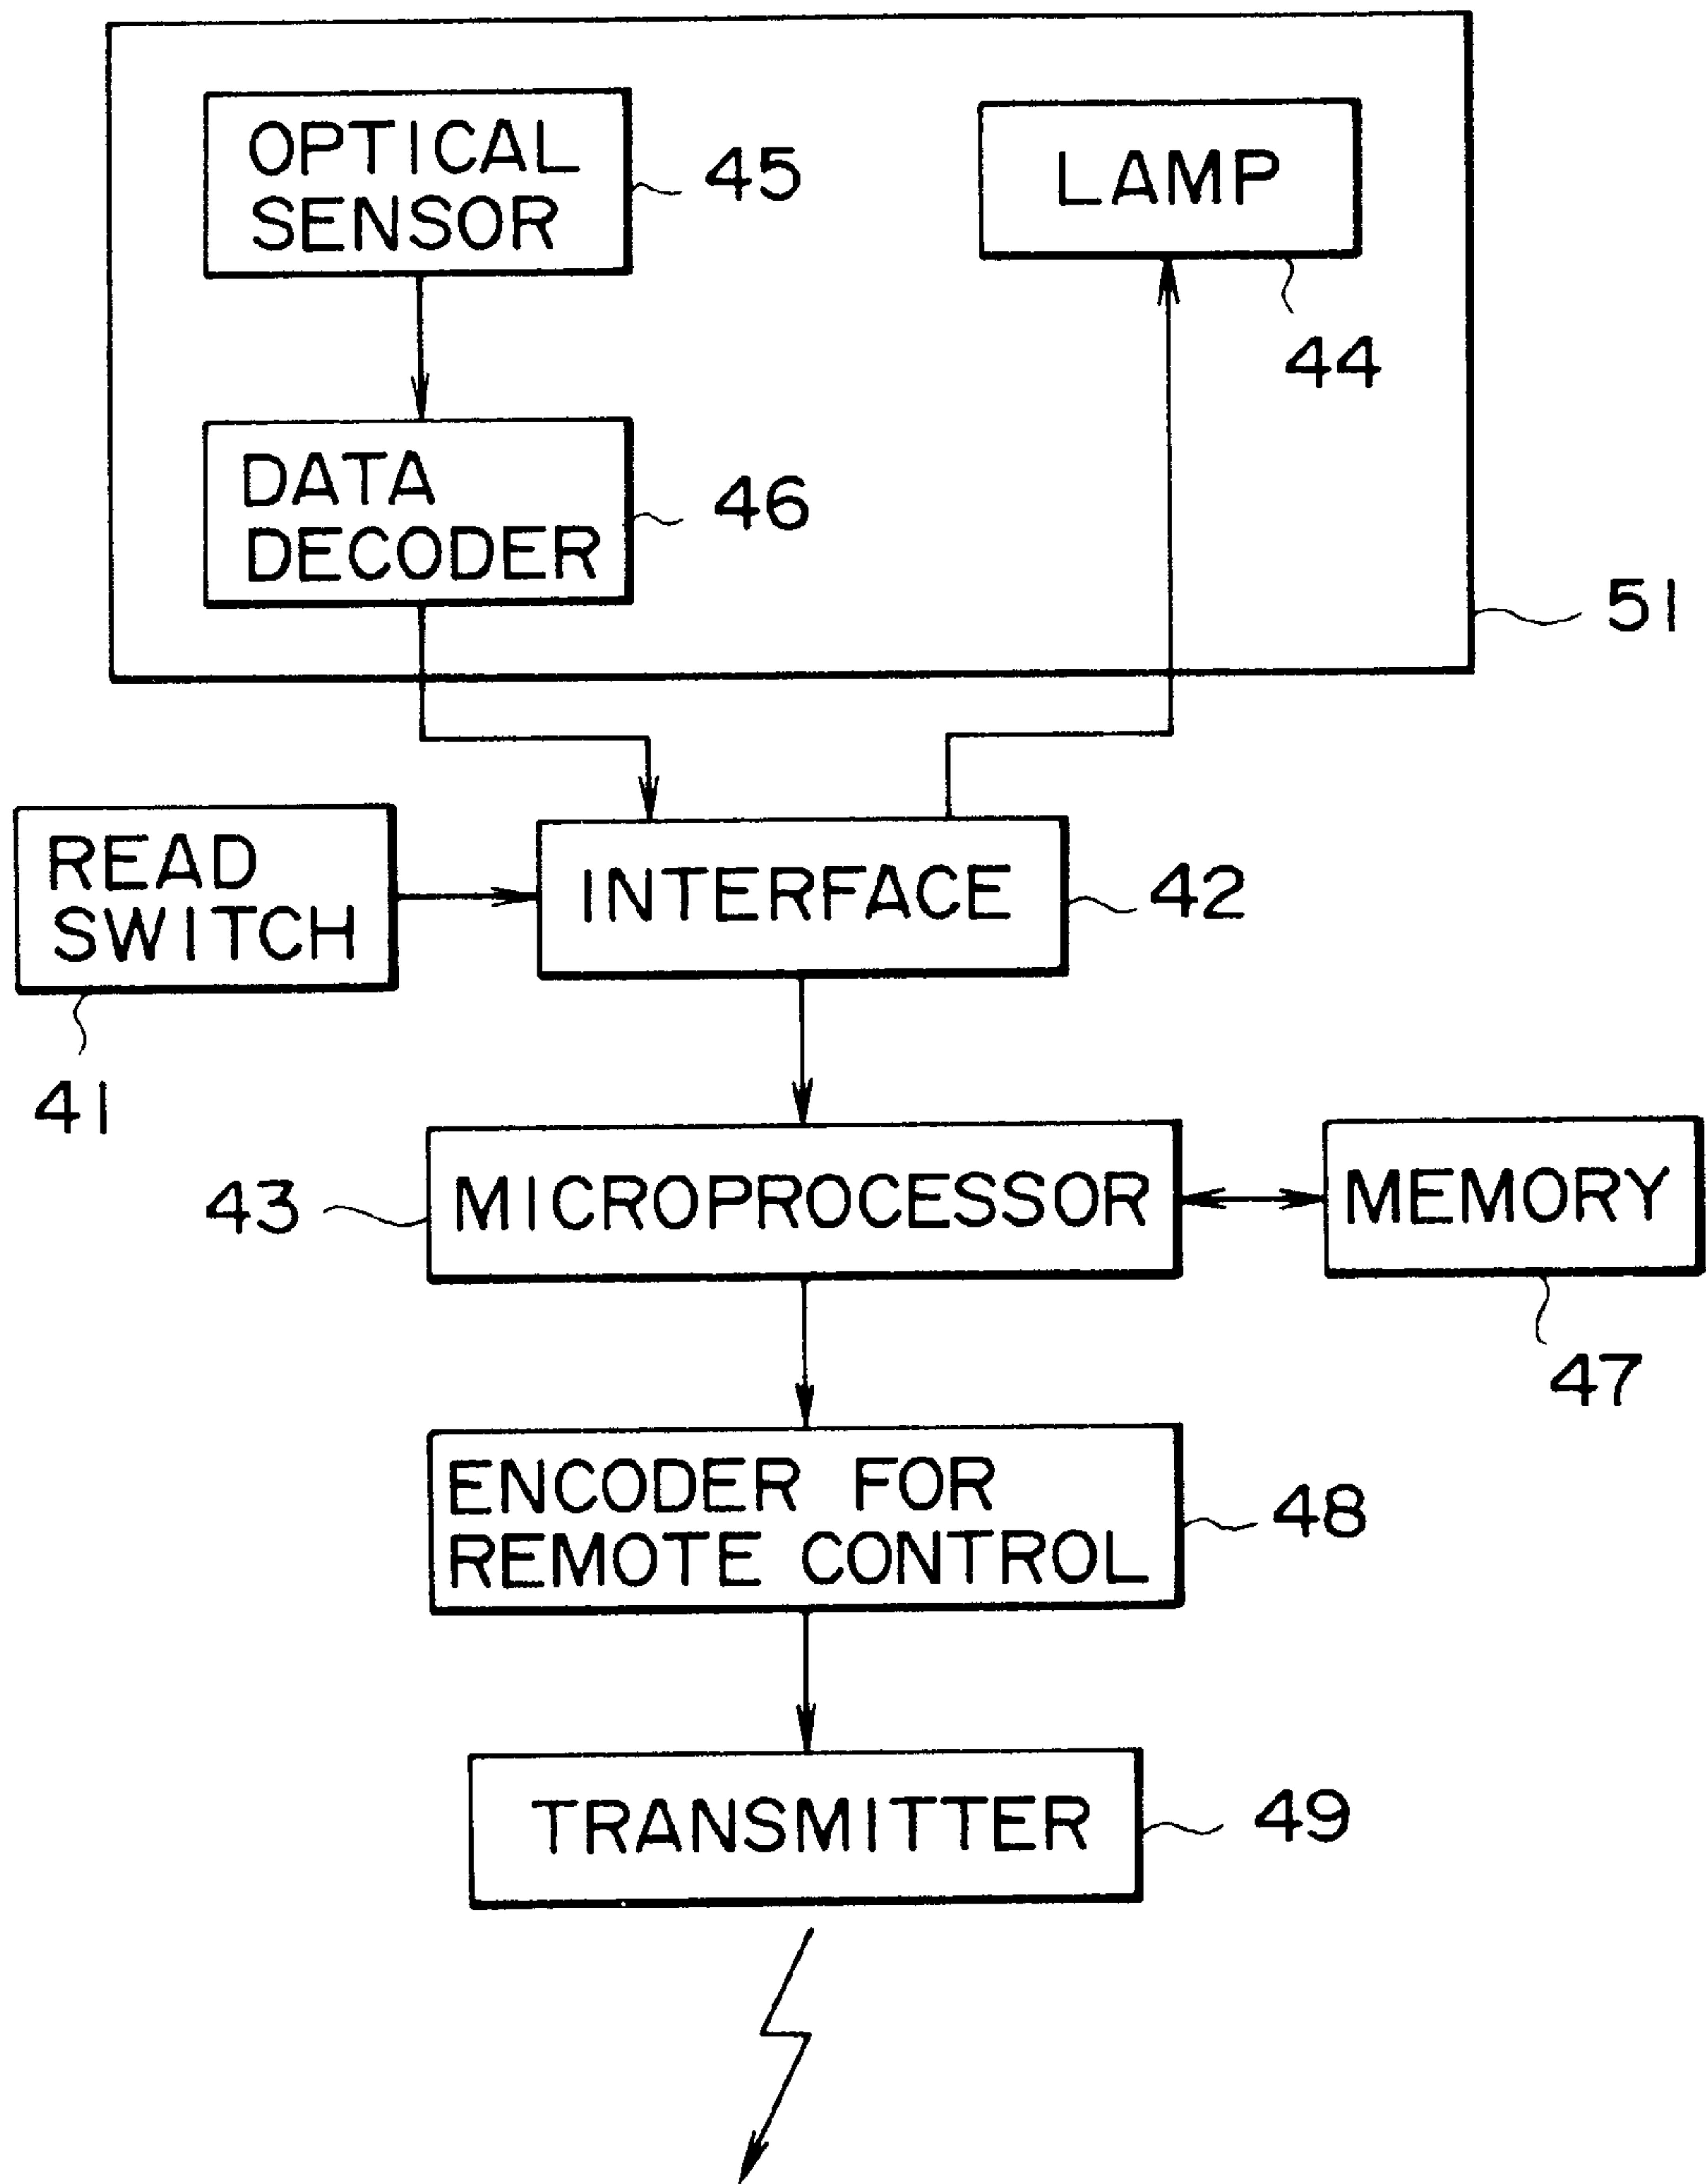 OPTICAL
SENSOR
45
LAMP
44
DATA
DECODER
46
51
READ
SWITCH
41
INTERFACE
42
43
MICROPROCESSOR
MEMORY
47
ENCODER FOR
REMOTE CONTROL
48
TRANSMITTER
49